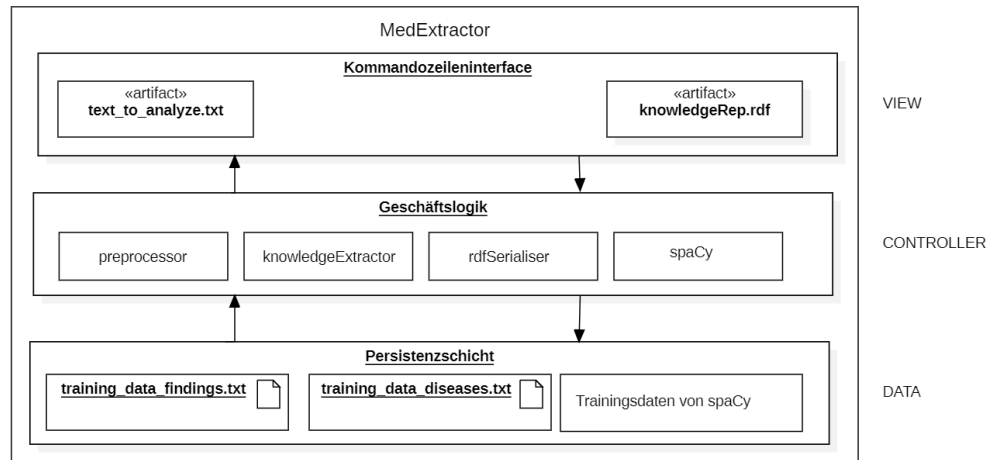 MedExtractor
Kommandozeileninterface
«artifact»
text_to_analyze.txt
«artifact»
knowledgeRep.rdf
VIEW
Geschäftslogik
preprocessor
knowledgeExtractor
rdfSerialiser
spaCy
CONTROLLER
Persistenzschicht
training_data_findings.txt
training_data_diseases.txt
Trainingsdaten von spaCy
DATA